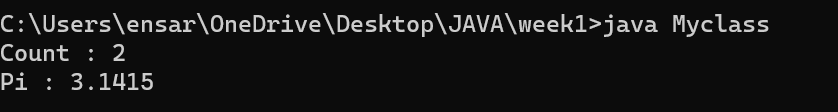 C:\Users\ensar\OneDrive\Desktop\JAVA\week1>java Myclass
Count : 2
Pi : 3.1415